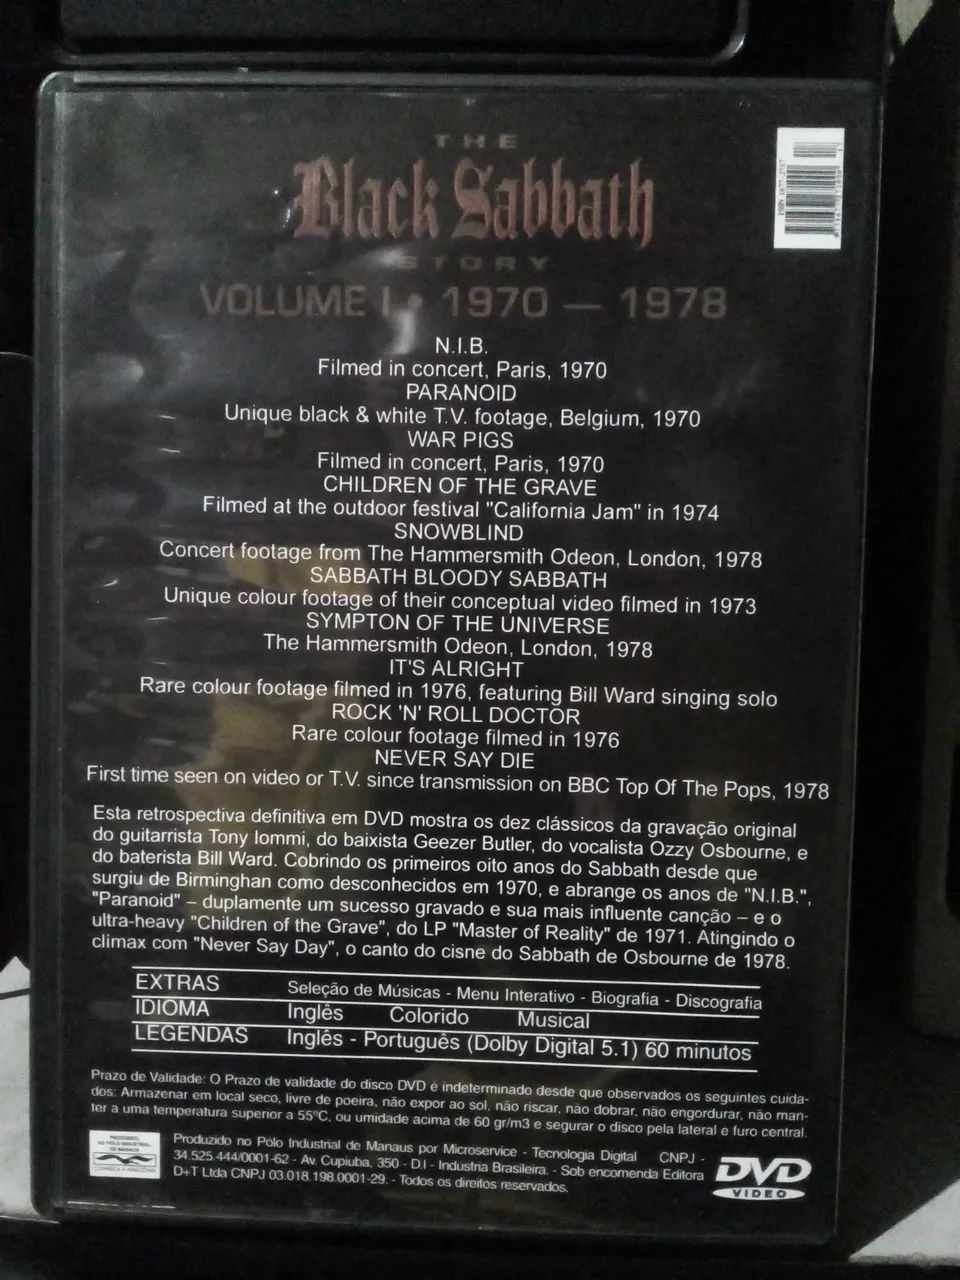 THE
Black Sabbath
STORY
VOLUME I • 1970 — 1978
ISSN 1677-2717
N.I.B.
Filmed in concert, Paris, 1970
PARANOID
Unique black & white T.V. footage, Belgium, 1970
WAR PIGS
Filmed in concert, Paris, 1970
CHILDREN OF THE GRAVE
Filmed at the outdoor festival "California Jam" in 1974
SNOWBLIND
Concert footage from The Hammersmith Odeon, London, 1978
SABBATH BLOODY SABBATH
Unique colour footage of their conceptual video filmed in 1973
SYMPTON OF THE UNIVERSE
The Hammersmith Odeon, London, 1978
IT'S ALRIGHT
Rare colour footage filmed in 1976, featuring Bill Ward singing solo
ROCK 'N' ROLL DOCTOR
Rare colour footage filmed in 1976
NEVER SAY DIE
First time seen on video or T.V. since transmission on BBC Top Of The Pops, 1978
Esta retrospectiva definitiva em DVD mostra os dez clássicos da gravação original
do guitarrista Tony Iommi, do baixista Geezer Butler, do vocalista Ozzy Osbourne, e
do baterista Bill Ward. Cobrindo os primeiros oito anos do Sabbath desde que
surgiu de Birminghan como desconhecidos em 1970, e abrange os anos de "N.I.B.",
"Paranoid" – duplamente um sucesso gravado e sua mais influente canção – e o
ultra-heavy "Children of the Grave", do LP "Master of Reality" de 1971. Atingindo o
climax com "Never Say Day", o canto do cisne do Sabbath de Osbourne de 1978.
EXTRAS Seleção de Músicas - Menu Interativo - Biografia - Discografia
IDIOMA Inglês Colorido Musical
LEGENDAS Inglês - Português (Dolby Digital 5.1) 60 minutos
Prazo de Validade: O Prazo de validade do disco DVD é indeterminado desde que observados os seguintes cuida-
dos: Armazenar em local seco, livre de poeira, não expor ao sol, não riscar, não dobrar, não engordurar, não man-
ter a uma temperatura superior a 55ºC, ou umidade acima de 60 gr/m3 e segurar o disco pela lateral e furo central.
PRODUZIDO
NO PÓLO INDUSTRIAL
DE MANAUS
CONHEÇA A AMAZÔNIA
Produzido no Pólo Industrial de Manaus por Microservice - Tecnologia Digital CNPJ -
34.525.444/0001-62 - Av. Cupiuba, 350 - D.I - Industria Brasileira. - Sob encomenda Editora
D+T Ltda CNPJ 03.018.198.0001-29. - Todos os direitos reservados.
DVD
VIDEO